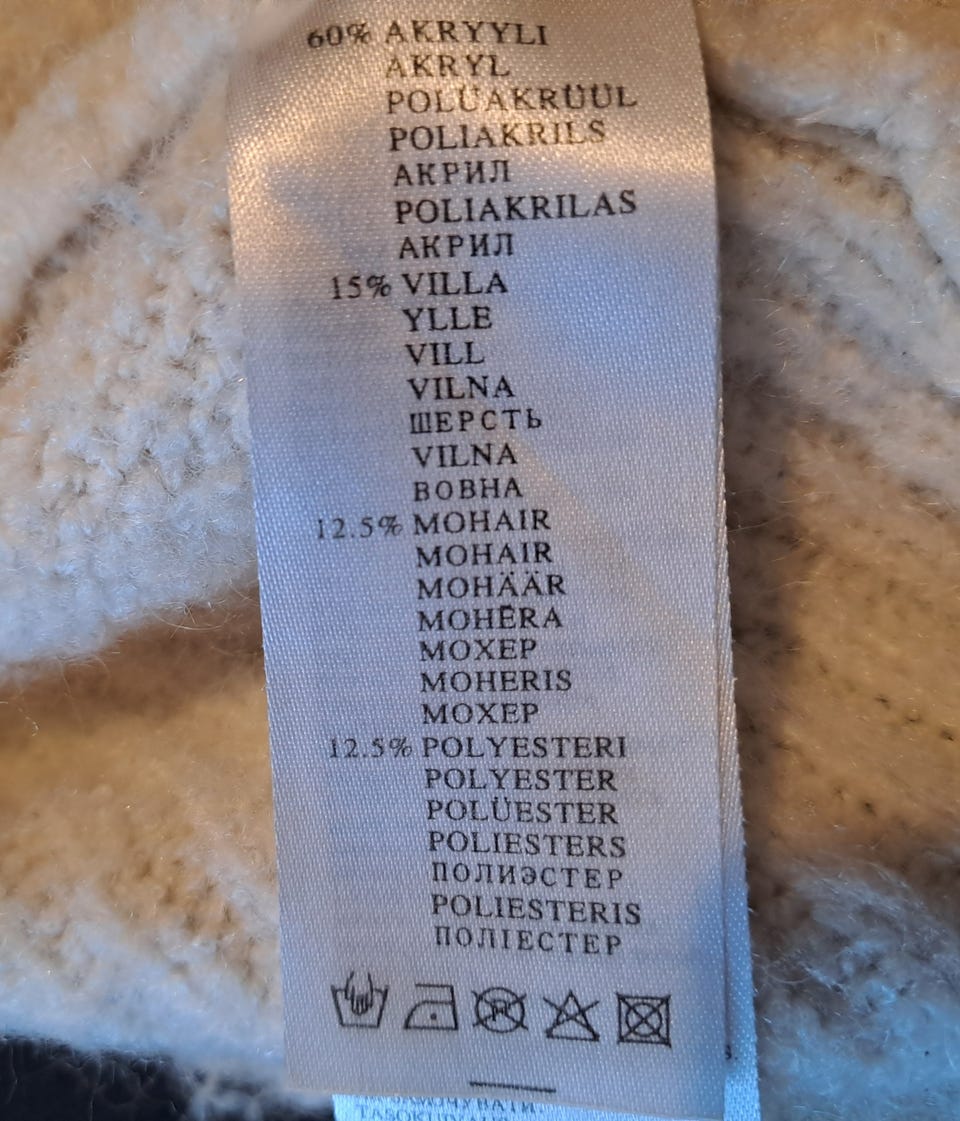 60% AKRYYLI
AKRYL
POLÜAKRÜÜL
POLIAKRILS
АКРИЛ
POLIAKRILAS
АКРИЛ
15% VILLA
YLLE
VILL
VILNA
ШЕРСТЬ
VILNA
ВОВНА
12.5% MOHAIR
MOHAIR
MOHÄÄR
MOHĒRA
МОХЕР
MOHERIS
МОХЕР
12.5% POLYESTERI
POLYESTER
POLÜESTER
POLIESTERS
ПОЛИЭСТЕР
POLIESTERIS
ПОЛІЕСТЕР
P